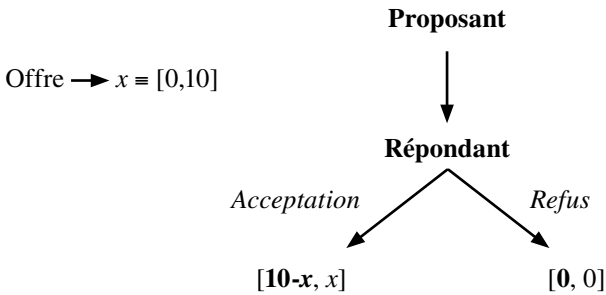 Proposant
Offre → x ≡ [0,10]
Répondant
Acceptation Refus
[10-x, x] [0, 0]